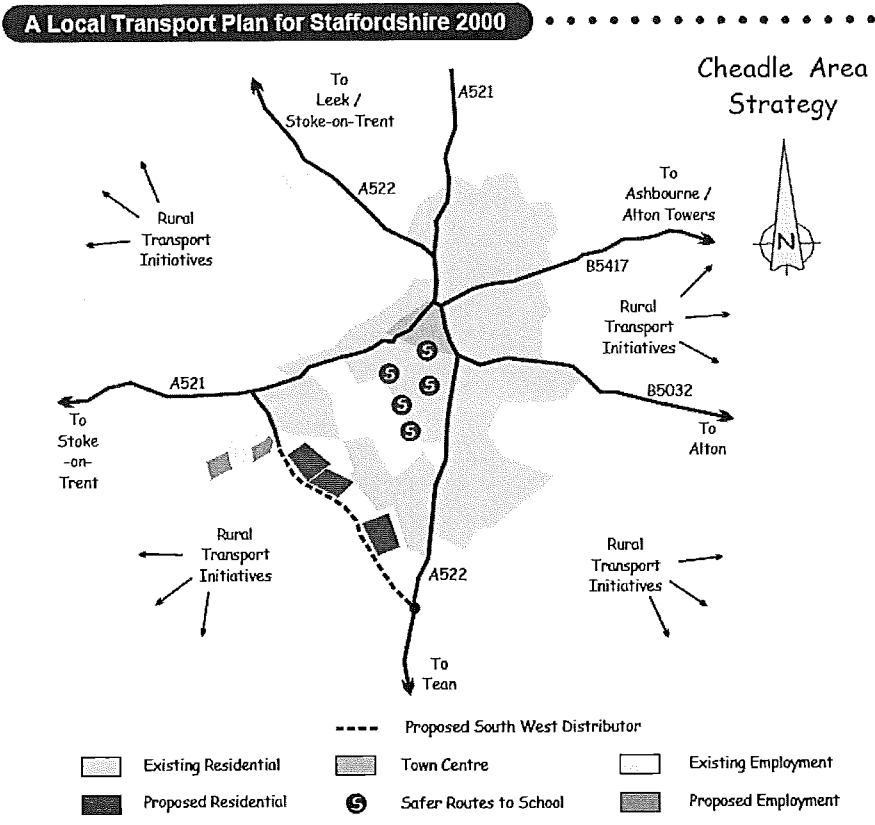 A Local Transport Plan for Staffordshire 2000
Cheadle Area
Strategy
To
Leek /
Stoke-on-Trent
A521
A522
To
Ashbourne /
Alton Towers
N
B5417
Rural
Transport
Initiatives
Rural
Transport
Initiatives
A521
To
Stoke
-on-
Trent
B5032
To
Alton
S
S
S
S
S
Rural
Transport
Initiatives
Rural
Transport
Initiatives
A522
To
Tean
Proposed South West Distributor
Existing Residential
Town Centre
Existing Employment
Proposed Residential
S
Safer Routes to School
Proposed Employment